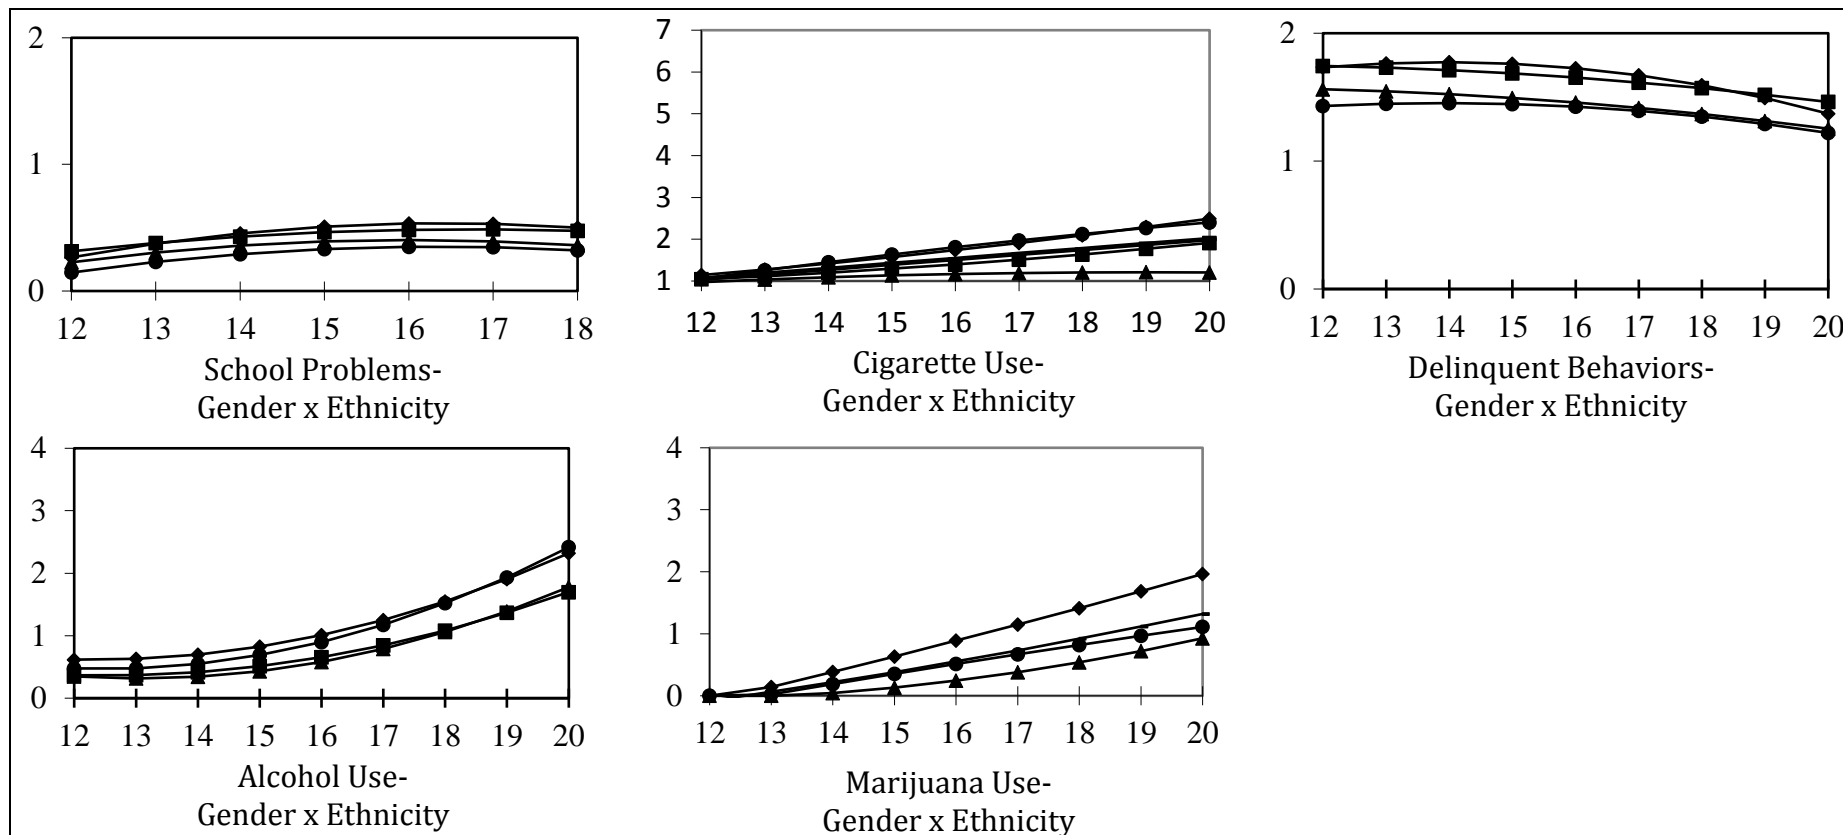 2
1
0
12 13 14 15 16 17 18
School Problems-
Gender x Ethnicity
7
6
5
4
3
2
1
12 13 14 15 16 17 18 19 20
Cigarette Use-
Gender x Ethnicity
2
1
0
12 13 14 15 16 17 18 19 20
Delinquent Behaviors-
Gender x Ethnicity
4
3
2
1
0
12 13 14 15 16 17 18 19 20
Alcohol Use-
Gender x Ethnicity
4
3
2
1
0
12 13 14 15 16 17 18 19 20
Marijuana Use-
Gender x Ethnicity